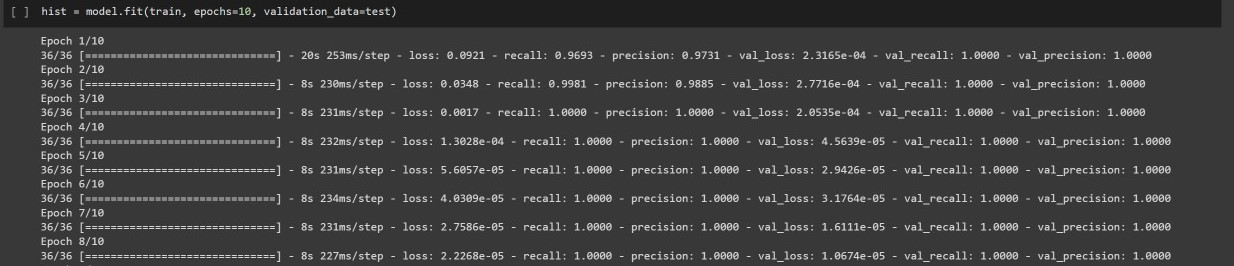 [ ] hist = model.fit(train, epochs=10, validation_data=test)
Epoch 1/10
36/36 [==============================] - 20s 253ms/step - loss: 0.0921 - recall: 0.9693 - precision: 0.9731 - val_loss: 2.3165e-04 - val_recall: 1.0000 - val_precision: 1.0000
Epoch 2/10
36/36 [==============================] - 8s 230ms/step - loss: 0.0348 - recall: 0.9981 - precision: 0.9885 - val_loss: 2.7716e-04 - val_recall: 1.0000 - val_precision: 1.0000
Epoch 3/10
36/36 [==============================] - 8s 231ms/step - loss: 0.0017 - recall: 1.0000 - precision: 1.0000 - val_loss: 2.0535e-04 - val_recall: 1.0000 - val_precision: 1.0000
Epoch 4/10
36/36 [==============================] - 8s 232ms/step - loss: 1.3028e-04 - recall: 1.0000 - precision: 1.0000 - val_loss: 4.5639e-05 - val_recall: 1.0000 - val_precision: 1.0000
Epoch 5/10
36/36 [==============================] - 8s 231ms/step - loss: 5.6057e-05 - recall: 1.0000 - precision: 1.0000 - val_loss: 2.9426e-05 - val_recall: 1.0000 - val_precision: 1.0000
Epoch 6/10
36/36 [==============================] - 8s 234ms/step - loss: 4.0309e-05 - recall: 1.0000 - precision: 1.0000 - val_loss: 3.1764e-05 - val_recall: 1.0000 - val_precision: 1.0000
Epoch 7/10
36/36 [==============================] - 8s 231ms/step - loss: 2.7586e-05 - recall: 1.0000 - precision: 1.0000 - val_loss: 1.6111e-05 - val_recall: 1.0000 - val_precision: 1.0000
Epoch 8/10
36/36 [==============================] - 8s 227ms/step - loss: 2.2268e-05 - recall: 1.0000 - precision: 1.0000 - val_loss: 1.0674e-05 - val_recall: 1.0000 - val_precision: 1.0000